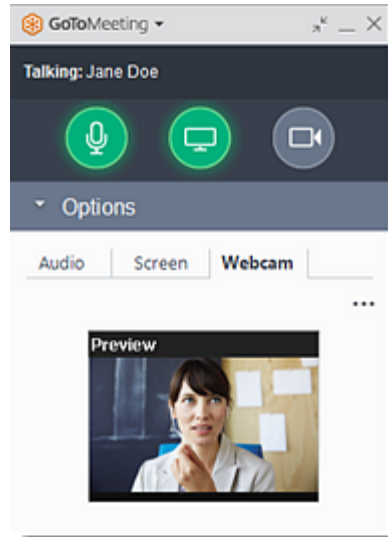 GoToMeeting
Talking: Jane Doe
Options
Audio Screen Webcam
Preview